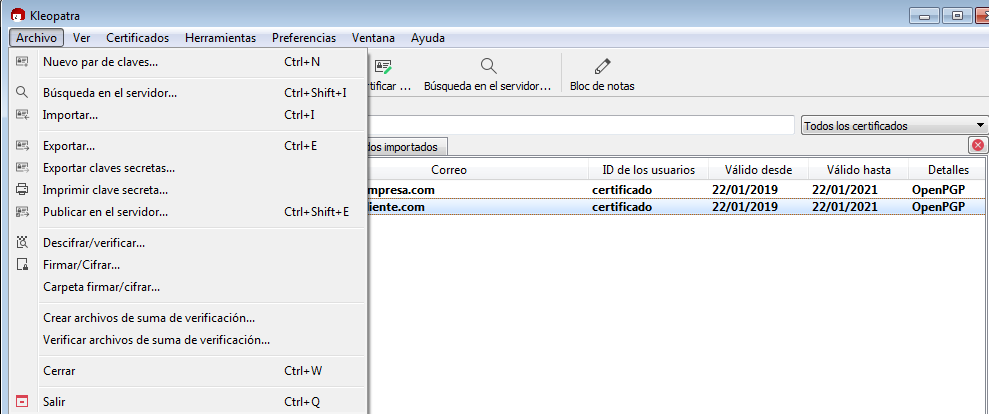 Kleopatra
Archivo Ver Certificados Herramientas Preferencias Ventana Ayuda
Nuevo par de claves... Ctrl+N
Búsqueda en el servidor... Ctrl+Shift+I
Importar... Ctrl+I
Exportar... Ctrl+E
Exportar claves secretas...
Imprimir clave secreta...
Publicar en el servidor... Ctrl+Shift+E
Descifrar/verificar...
Firmar/Cifrar...
Carpeta firmar/cifrar...
Crear archivos de suma de verificación...
Verificar archivos de suma de verificación...
Cerrar Ctrl+W
Salir Ctrl+Q
tificar ... Búsqueda en el servidor... Bloc de notas
Todos los certificados
dos importados
Correo ID de los usuarios Válido desde Válido hasta Detalles
mpresa.com certificado 22/01/2019 22/01/2021 OpenPGP
liente.com certificado 22/01/2019 22/01/2021 OpenPGP